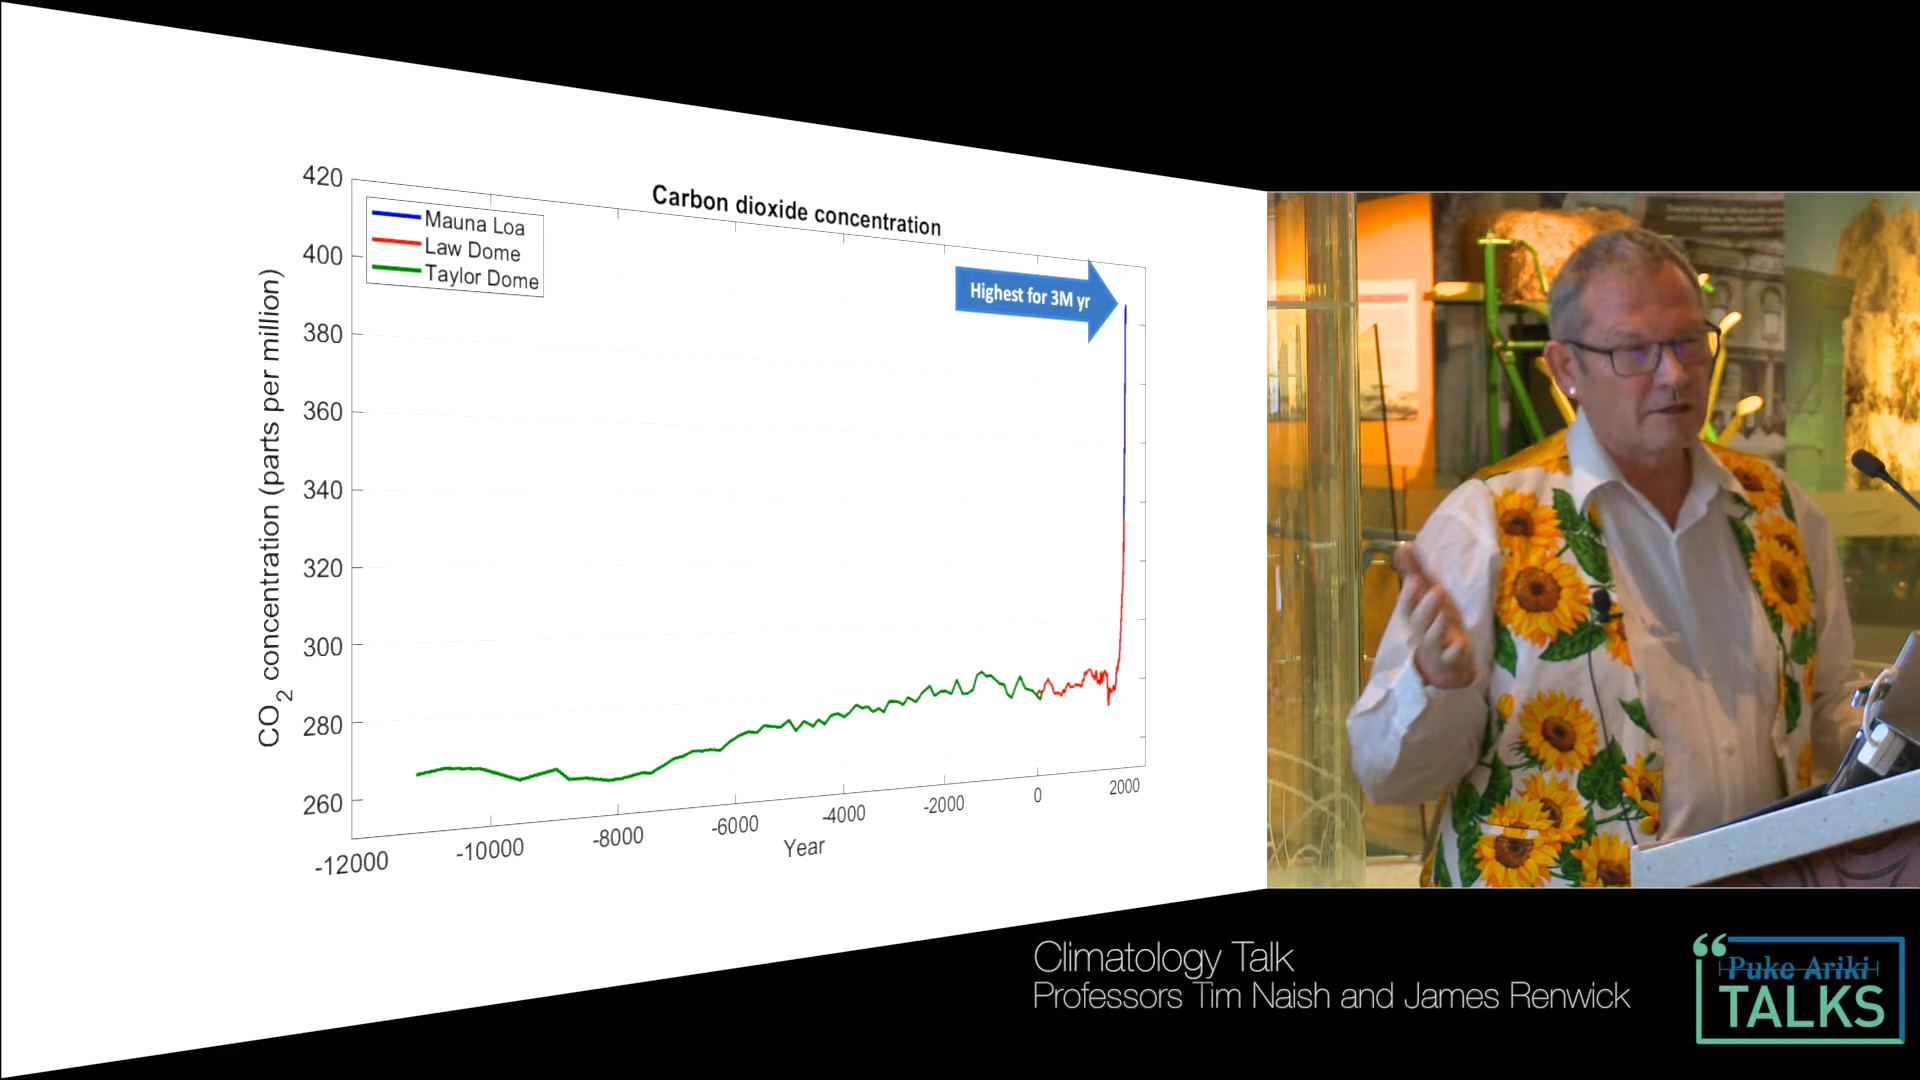 Carbon dioxide concentration
Mauna Loa
Law Dome
Taylor Dome
Highest for 3M yr
CO2 concentration (parts per million)
420
400
380
360
340
320
300
280
260
-12000
-10000
-8000
-6000
-4000
-2000
0
2000
Year
Climatology Talk
Professors Tim Naish and James Renwick
Puke Ariki
TALKS